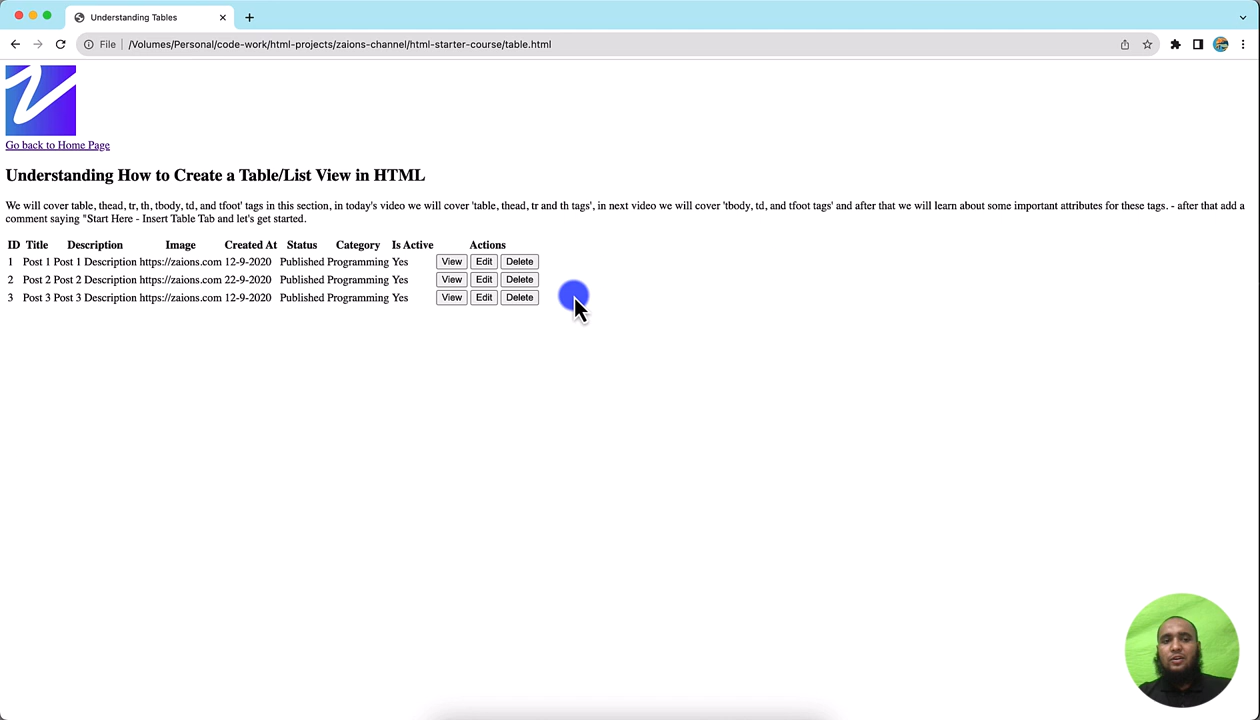 Understanding Tables
File /Volumes/Personal/code-work/html-projects/zaions-channel/html-starter-course/table.html
Go back to Home Page
Understanding How to Create a Table/List View in HTML
We will cover table, thead, tr, th, tbody, td, and tfoot' tags in this section, in today's video we will cover 'table, thead, tr and th tags', in next video we will cover 'tbody, td, and tfoot tags' and after that we will learn about some important attributes for these tags. - after that add a
comment saying "Start Here - Insert Table Tab and let's get started.
ID Title Description Image Created At Status Category Is Active Actions
1 Post 1 Post 1 Description https://zaions.com 12-9-2020 Published Programming Yes View Edit Delete
2 Post 2 Post 2 Description https://zaions.com 22-9-2020 Published Programming Yes View Edit Delete
3 Post 3 Post 3 Description https://zaions.com 12-9-2020 Published Programming Yes View Edit Delete